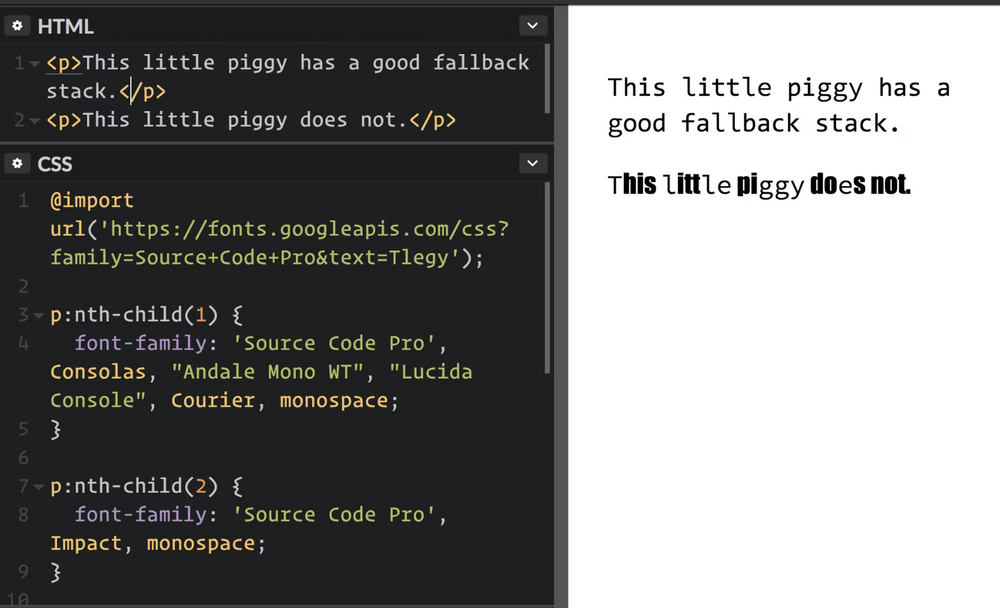 HTML
1 <p>This little piggy has a good fallback
stack.</p>
2 <p>This little piggy does not.</p>
CSS
1 @import
url('https://fonts.googleapis.com/css?
family=Source+Code+Pro&text=Tlegy');
2
3 p:nth-child(1) {
4 font-family: 'Source Code Pro',
Consolas, "Andale Mono WT", "Lucida
Console", Courier, monospace;
5 }
6
7 p:nth-child(2) {
8 font-family: 'Source Code Pro',
Impact, monospace;
9 }
10
This little piggy has a
good fallback stack.
This little piggy does not.